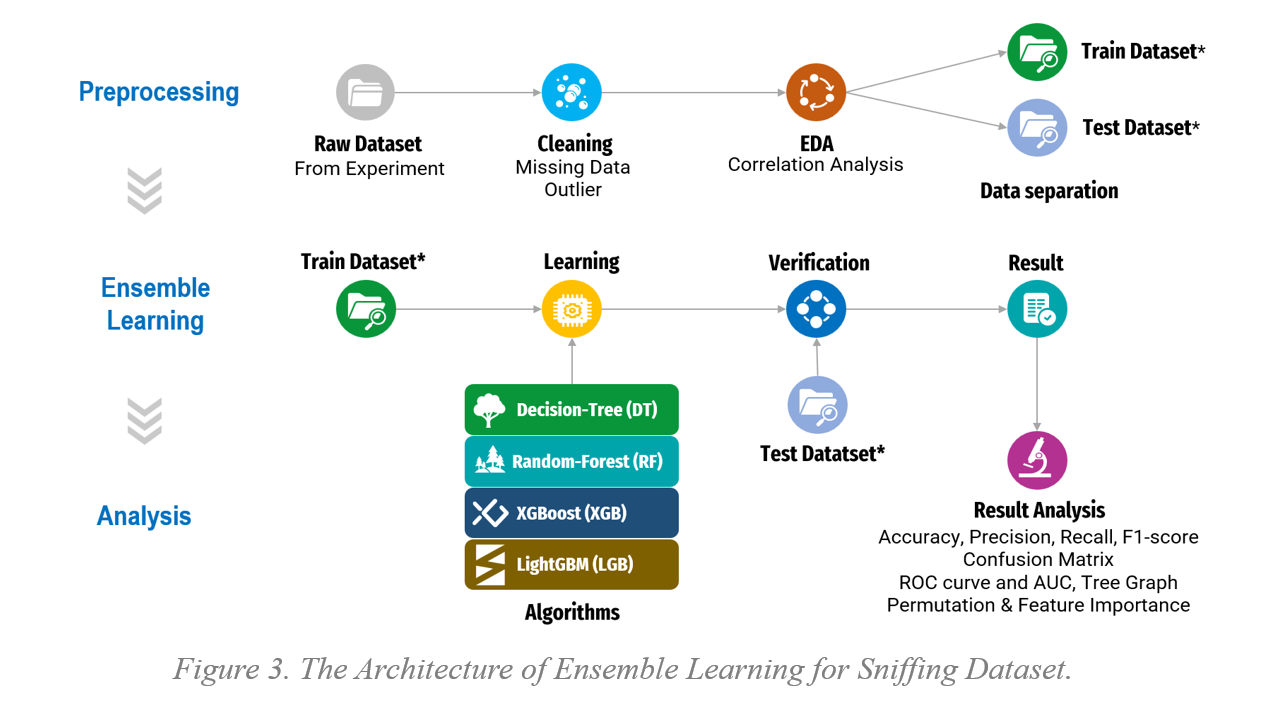 Preprocessing
Raw Dataset
From Experiment
Cleaning
Missing Data
Outlier
EDA
Correlation Analysis
Train Dataset*
Test Dataset*
Data separation
Ensemble
Learning
Train Dataset*
Learning
Verification
Result
Decision-Tree (DT)
Random-Forest (RF)
XGBoost (XGB)
LightGBM (LGB)
Algorithms
Test Datatset*
Analysis
Result Analysis
Accuracy, Precision, Recall, F1-score
Confusion Matrix
ROC curve and AUC, Tree Graph
Permutation & Feature Importance
Figure 3. The Architecture of Ensemble Learning for Sniffing Dataset.